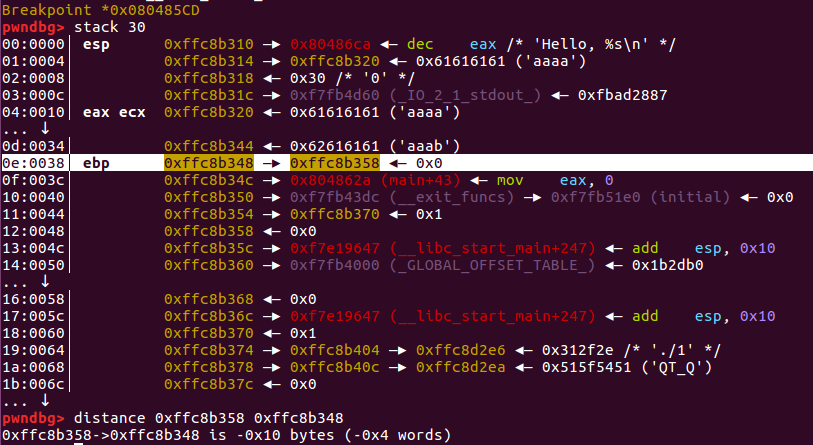 Breakpoint *0x080485CD
pwndbg> stack 30
00:0000│ esp 0xffc8b310 —▸ 0x80486ca ◂— dec eax /* 'Hello, %s\n' */
01:0004│ 0xffc8b314 —▸ 0xffc8b320 ◂— 0x61616161 ('aaaa')
02:0008│ 0xffc8b318 ◂— 0x30 /* '0' */
03:000c│ 0xffc8b31c —▸ 0xf7fb4d60 (_IO_2_1_stdout_) ◂— 0xfbad2887
04:0010│ eax ecx 0xffc8b320 ◂— 0x61616161 ('aaaa')
... ↓
0d:0034│ 0xffc8b344 ◂— 0x62616161 ('aaab')
0e:0038│ ebp 0xffc8b348 —▸ 0xffc8b358 ◂— 0x0
0f:003c│ 0xffc8b34c —▸ 0x804862a (main+43) ◂— mov eax, 0
10:0040│ 0xffc8b350 —▸ 0xf7fb43dc (__exit_funcs) —▸ 0xf7fb51e0 (initial) ◂— 0x0
11:0044│ 0xffc8b354 —▸ 0xffc8b370 ◂— 0x1
12:0048│ 0xffc8b358 ◂— 0x0
13:004c│ 0xffc8b35c —▸ 0xf7e19647 (__libc_start_main+247) ◂— add esp, 0x10
14:0050│ 0xffc8b360 —▸ 0xf7fb4000 (_GLOBAL_OFFSET_TABLE_) ◂— 0x1b2db0
... ↓
16:0058│ 0xffc8b368 ◂— 0x0
17:005c│ 0xffc8b36c —▸ 0xf7e19647 (__libc_start_main+247) ◂— add esp, 0x10
18:0060│ 0xffc8b370 ◂— 0x1
19:0064│ 0xffc8b374 —▸ 0xffc8b404 —▸ 0xffc8d2e6 ◂— 0x312f2e /* './1' */
1a:0068│ 0xffc8b378 —▸ 0xffc8b40c —▸ 0xffc8d2ea ◂— 0x515f5451 ('QT_Q')
1b:006c│ 0xffc8b37c ◂— 0x0
... ↓
pwndbg> distance 0xffc8b358 0xffc8b348
0xffc8b358->0xffc8b348 is -0x10 bytes (-0x4 words)